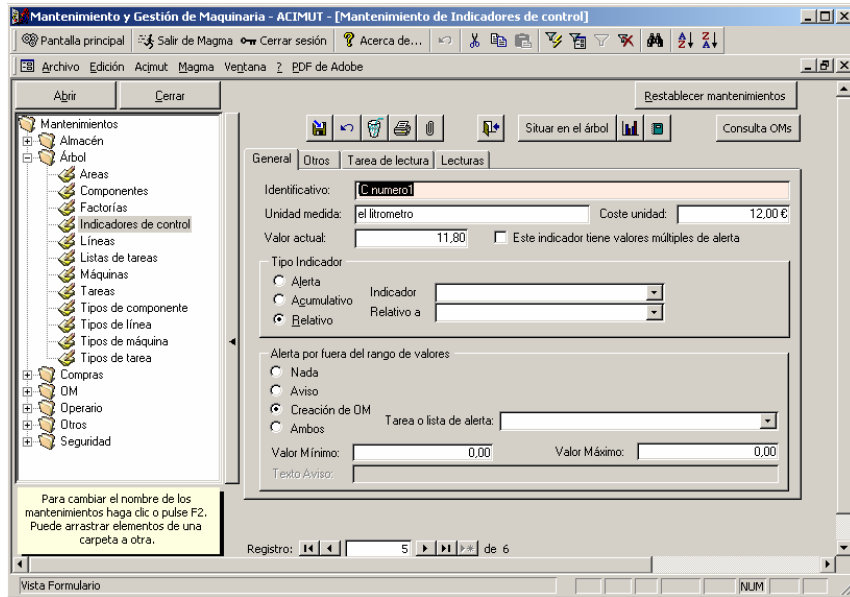 Mantenimiento y Gestión de Maquinaria - ACIMUT - [Mantenimiento de Indicadores de control]
Pantalla principal Salir de Magma Cerrar sesión Acerca de...
Archivo Edición Acimut Magma Ventana ? PDF de Adobe
Abrir Cerrar Restablecer mantenimientos
Mantenimientos
Almacén
Árbol
Areas
Componentes
Factorías
Indicadores de control
Líneas
Listas de tareas
Máquinas
Tareas
Tipos de componente
Tipos de línea
Tipos de máquina
Tipos de tarea
Compras
OM
Operario
Otros
Seguridad
Para cambiar el nombre de los
mantenimientos haga clic o pulse F2.
Puede arrastrar elementos de una
carpeta a otra.
Situar en el árbol Consulta OMs
General Otros Tarea de lectura Lecturas
Identificativo: C numero1
Unidad medida: el litrometro Coste unidad: 12,00 €
Valor actual: 11,80 Este indicador tiene valores múltiples de alerta
Tipo Indicador
Alerta
Acumulativo Indicador
Relativo Relativo a
Alerta por fuera del rango de valores
Nada
Aviso
Creación de OM
Ambos Tarea o lista de alerta:
Valor Mínimo: 0,00 Valor Máximo: 0,00
Texto Aviso:
Registro: 5 de 6
Vista Formulario NUM